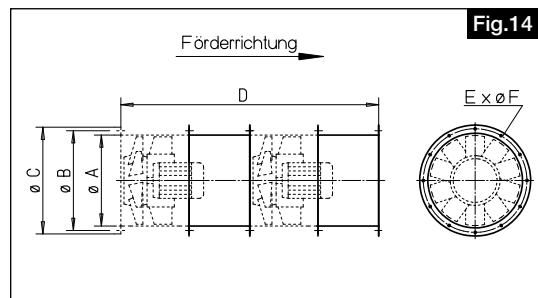 Fig.14
Förderrichtung
D
E x ø F
ø C
ø B
ø A